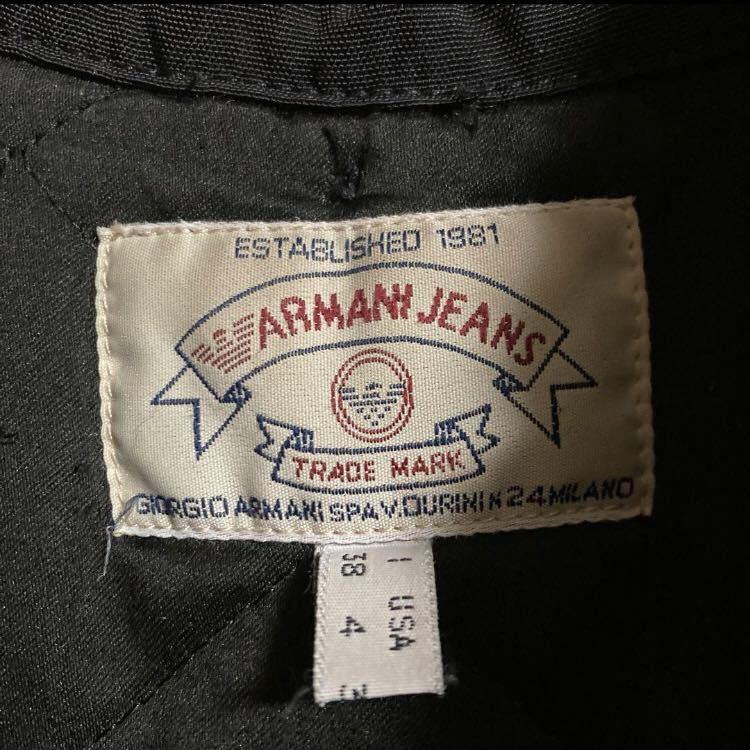 ESTABLISHED 1981
ARMANI JEANS
TRADE MARK
GIORGIO ARMANI SPA V. DURINI N 24 MILANO
I USA
38 4